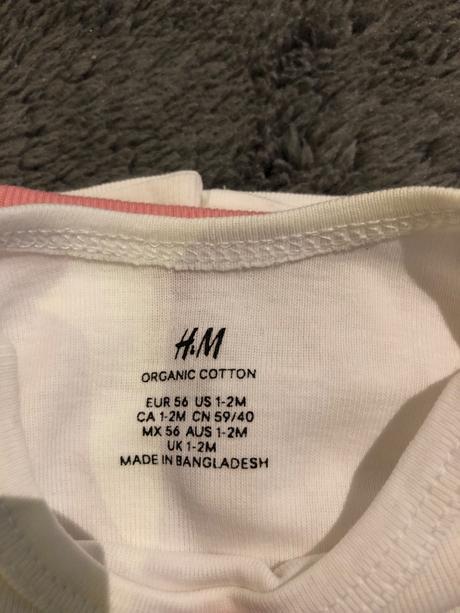 H&M
ORGANIC COTTON
EUR 56 US 1-2M
CA 1-2M CN 59/40
MX 56 AUS 1-2M
UK 1-2M
MADE IN BANGLADESH